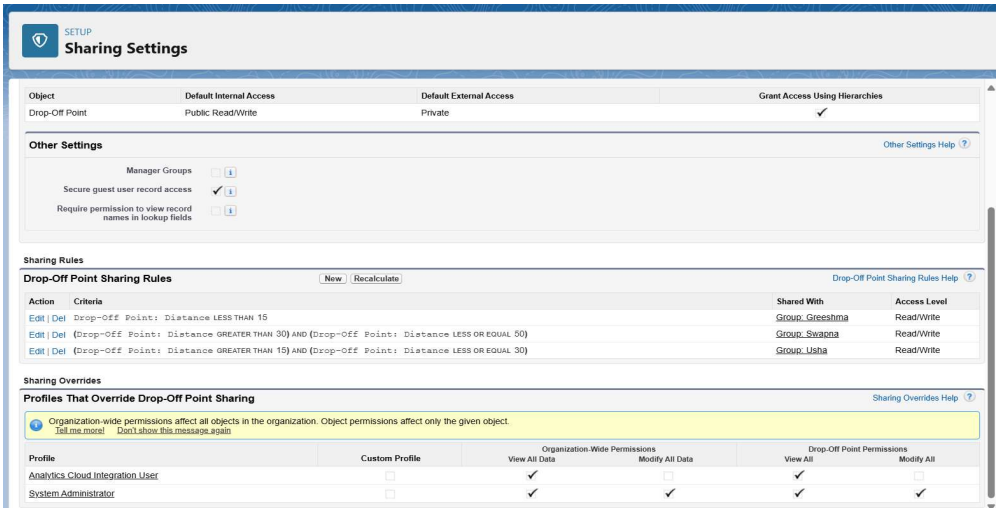 SETUP
Sharing Settings
Object Default Internal Access Default External Access Grant Access Using Hierarchies
Drop-Off Point Public Read/Write Private
Other Settings Other Settings Help ?
Manager Groups i
Secure guest user record access i
Require permission to view record
names in lookup fields i
Sharing Rules
Drop-Off Point Sharing Rules New Recalculate Drop-Off Point Sharing Rules Help ?
Action Criteria Shared With Access Level
Edit | Del Drop-Off Point: Distance LESS THAN 15 Group: Greeshma Read/Write
Edit | Del (Drop-Off Point: Distance GREATER THAN 30) AND (Drop-Off Point: Distance LESS OR EQUAL 50) Group: Swapna Read/Write
Edit | Del (Drop-Off Point: Distance GREATER THAN 15) AND (Drop-Off Point: Distance LESS OR EQUAL 30) Group: Usha Read/Write
Sharing Overrides
Profiles That Override Drop-Off Point Sharing Sharing Overrides Help ?
Organization-wide permissions affect all objects in the organization. Object permissions affect only the given object.
Tell me more! Don't show this message again
Organization-Wide Permissions Drop-Off Point Permissions
Profile Custom Profile View All Data Modify All Data View All Modify All
Analytics Cloud Integration User
System Administrator